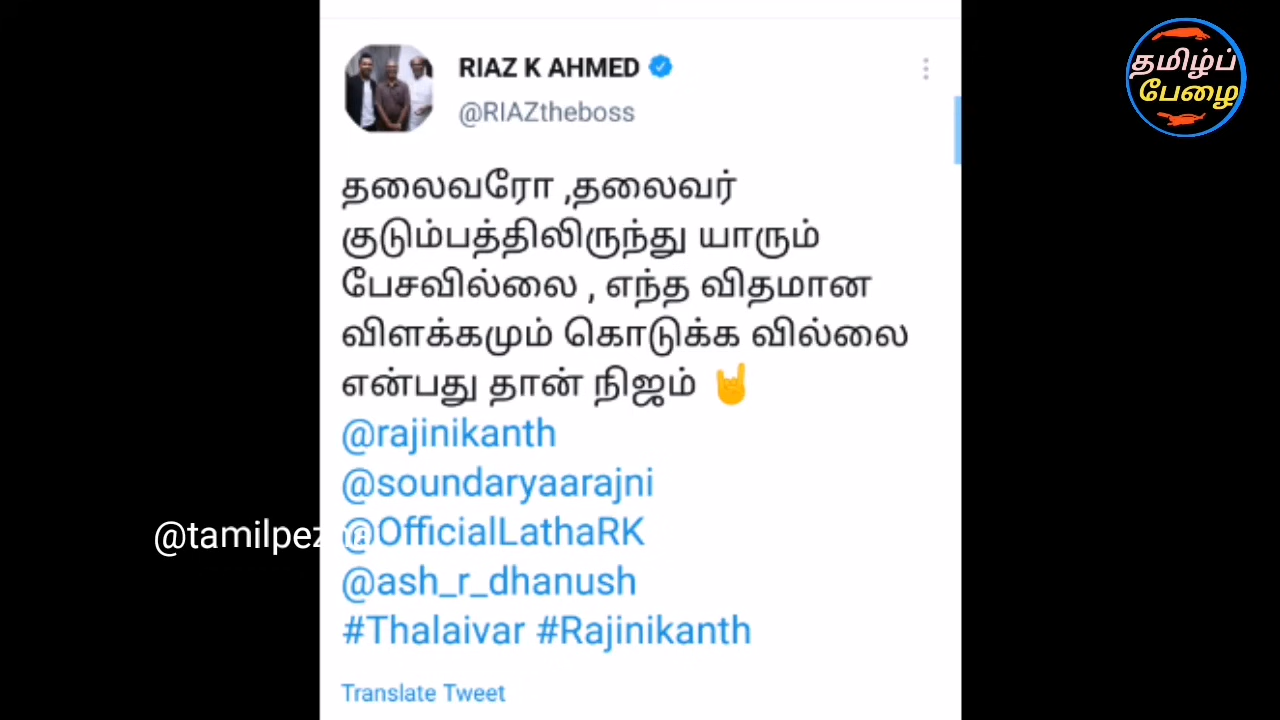 RIAZ K AHMED
@RIAZtheboss
தமிழ்ப்
பேழை
தலைவரோ ,தலைவர்
குடும்பத்திலிருந்து யாரும்
பேசவில்லை , எந்த விதமான
விளக்கமும் கொடுக்க வில்லை
என்பது தான் நிஜம் 🤘
@rajinikanth
@soundaryaarajni
@OfficialLathaRK
@ash_r_dhanush
#Thalaivar #Rajinikanth
Translate Tweet